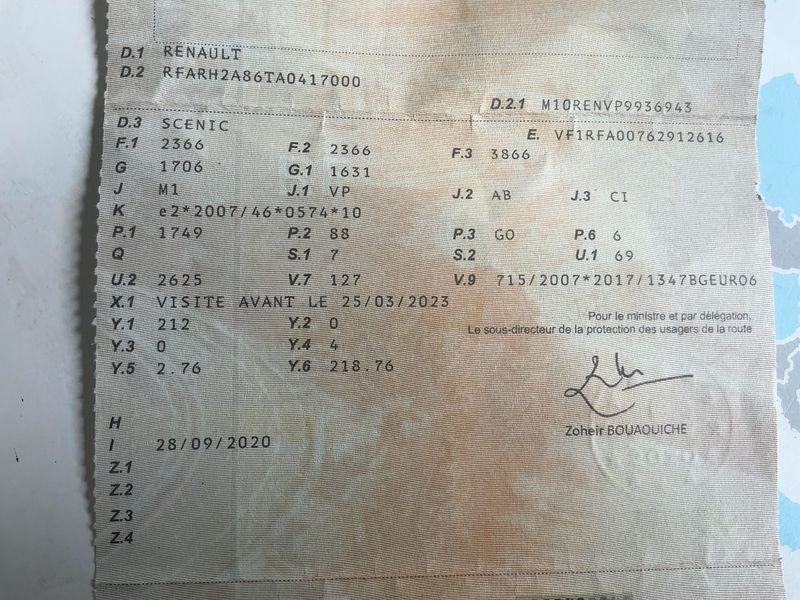 D.1 RENAULT
D.2 RFARH2A86TA0417000
D.2.1 M10RENVP9936943
D.3 SCENIC
E. VF1RFA00762912616
F.1 2366 F.2 2366 F.3 3866
G 1706 G.1 1631
J M1 J.1 VP J.2 AB J.3 CI
K e2*2007/46*0574*10
P.1 1749 P.2 88 P.3 GO P.6 6
Q S.1 7 S.2 U.1 69
U.2 2625 V.7 127 V.9 715/2007*2017/1347BGEURO6
X.1 VISITE AVANT LE 25/03/2023
Y.1 212 Y.2 0
Y.3 0 Y.4 4
Y.5 2.76 Y.6 218.76
Pour le ministre et par délégation,
Le sous-directeur de la protection des usagers de la route
Zoheir BOUAOUICHE
H
I 28/09/2020
Z.1
Z.2
Z.3
Z.4